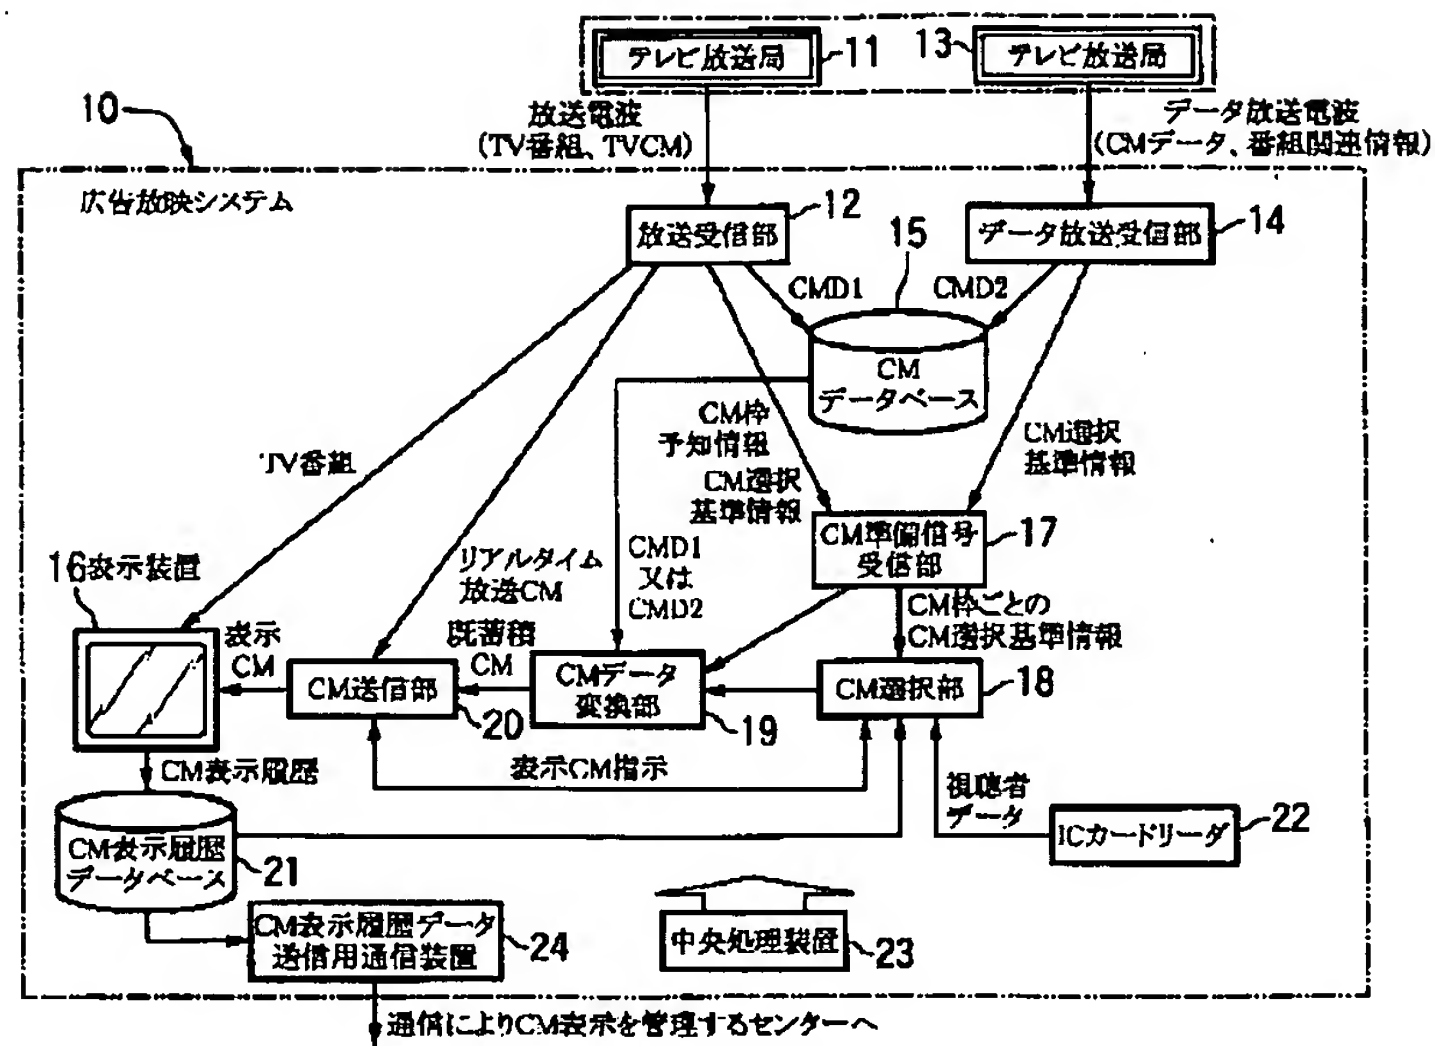 テレビ放送局
11
13
テレビ放送局
10
放送電波
(TV番組、TVCM)
データ放送電波
(CMデータ、番組関連情報)
広告放映システム
放送受信部
12
15
データ放送受信部
14
CMD1
CMD2
CM
データベース
CM枠
予知情報
CM選択
基準情報
CM選択
基準情報
TV番組
CM準備信号
受信部
17
リアルタイム
放送CM
CMD1
又は
CMD2
16表示装置
CM枠ごとの
CM選択基準情報
表示
CM
既蓄積
CM
CM送信部
20
CMデータ
変換部
19
CM選択部
18
CM表示履歴
表示CM指示
視聴者
データ
ICカードリーダ
22
CM表示履歴
データベース
21
CM表示履歴データ
送信用通信装置
24
中央処理装置
23
通信によりCM表示を管理するセンターへ